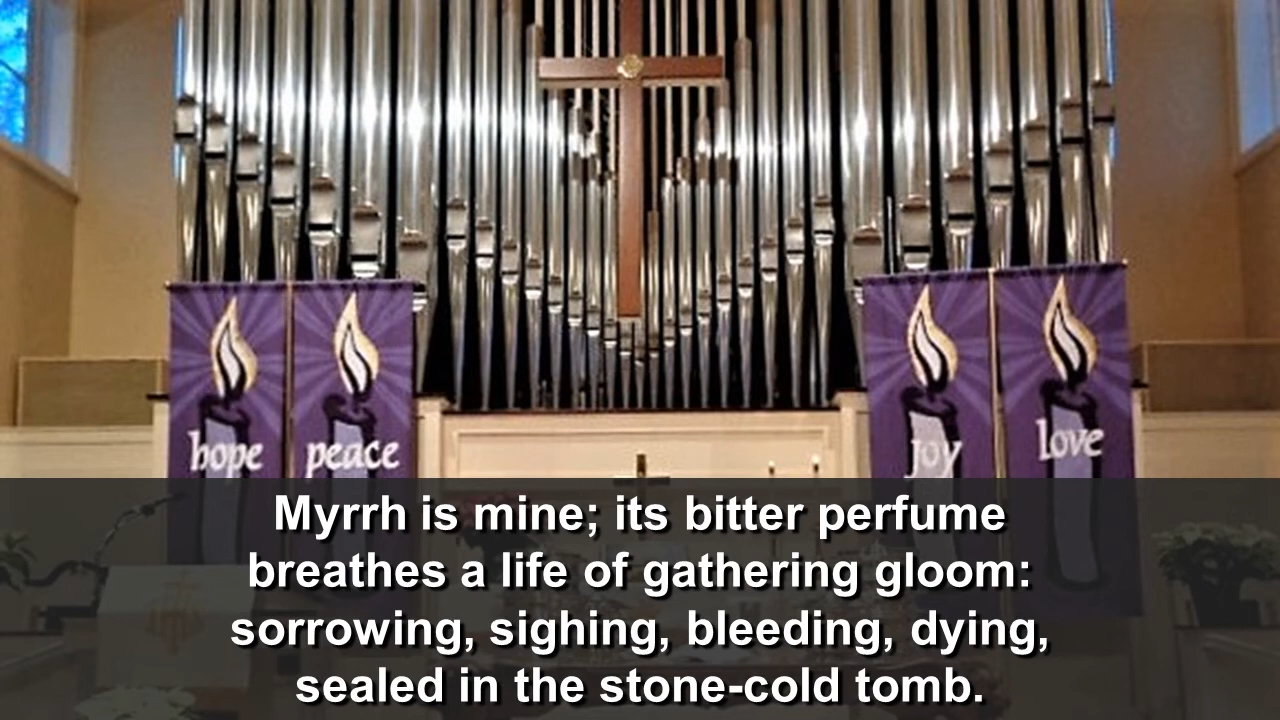 hope peace joy love
Myrrh is mine; its bitter perfume
breathes a life of gathering gloom:
sorrowing, sighing, bleeding, dying,
sealed in the stone-cold tomb.